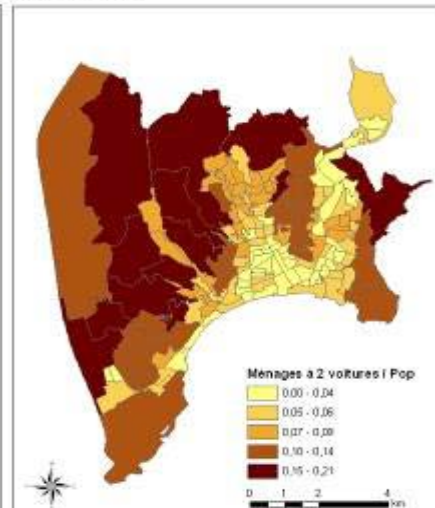 Ménages à 2 voitures / Pop
0,00 - 0,04
0,05 - 0,06
0,07 - 0,09
0,10 - 0,14
0,15 - 0,21
0 1 2 4
km